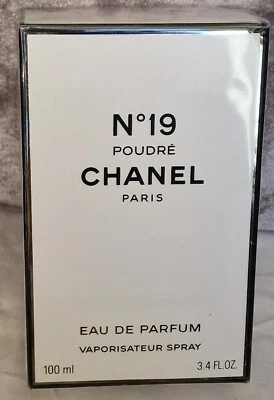 N°19
POUDRÉ
CHANEL
PARIS
EAU DE PARFUM
VAPORISATEUR SPRAY
100 ml 3.4 FL.OZ.